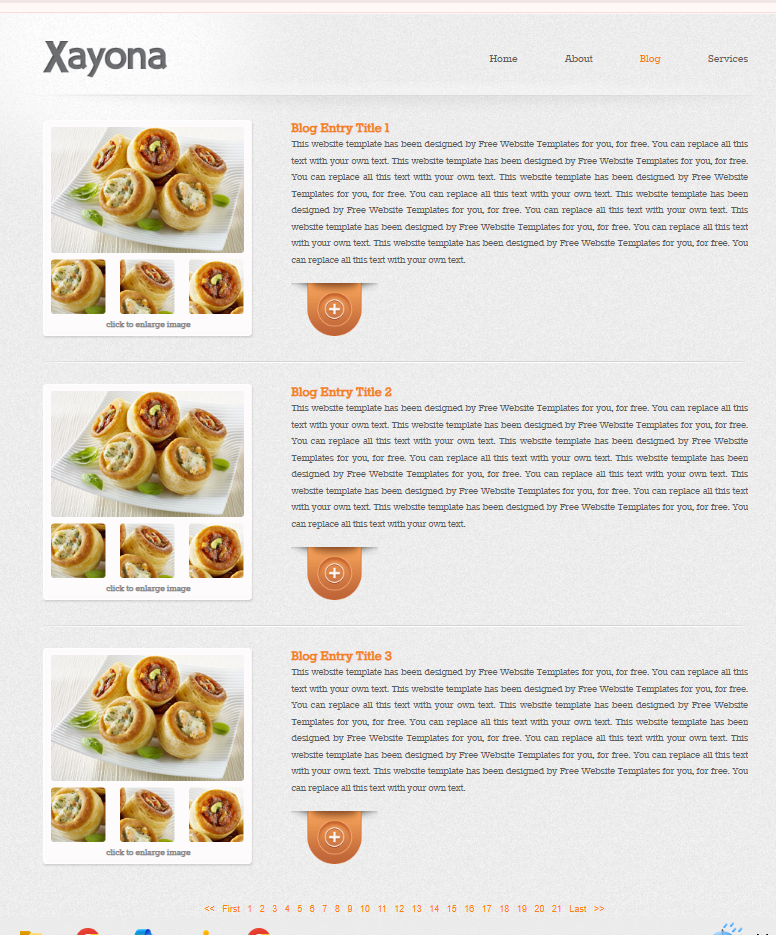 Xayona
Home About Blog Services
Blog Entry Title 1
This website template has been designed by Free Website Templates for you, for free. You can replace all this
text with your own text. This website template has been designed by Free Website Templates for you, for free.
You can replace all this text with your own text. This website template has been designed by Free Website
Templates for you, for free. You can replace all this text with your own text. This website template has been
designed by Free Website Templates for you, for free. You can replace all this text with your own text. This
website template has been designed by Free Website Templates for you, for free. You can replace all this text
with your own text. This website template has been designed by Free Website Templates for you, for free. You
can replace all this text with your own text.
click to enlarge image
Blog Entry Title 2
This website template has been designed by Free Website Templates for you, for free. You can replace all this
text with your own text. This website template has been designed by Free Website Templates for you, for free.
You can replace all this text with your own text. This website template has been designed by Free Website
Templates for you, for free. You can replace all this text with your own text. This website template has been
designed by Free Website Templates for you, for free. You can replace all this text with your own text. This
website template has been designed by Free Website Templates for you, for free. You can replace all this text
with your own text. This website template has been designed by Free Website Templates for you, for free. You
can replace all this text with your own text.
click to enlarge image
Blog Entry Title 3
This website template has been designed by Free Website Templates for you, for free. You can replace all this
text with your own text. This website template has been designed by Free Website Templates for you, for free.
You can replace all this text with your own text. This website template has been designed by Free Website
Templates for you, for free. You can replace all this text with your own text. This website template has been
designed by Free Website Templates for you, for free. You can replace all this text with your own text. This
website template has been designed by Free Website Templates for you, for free. You can replace all this text
with your own text. This website template has been designed by Free Website Templates for you, for free. You
can replace all this text with your own text.
click to enlarge image
<< First 1 2 3 4 5 6 7 8 9 10 11 12 13 14 15 16 17 18 19 20 21 Last >>